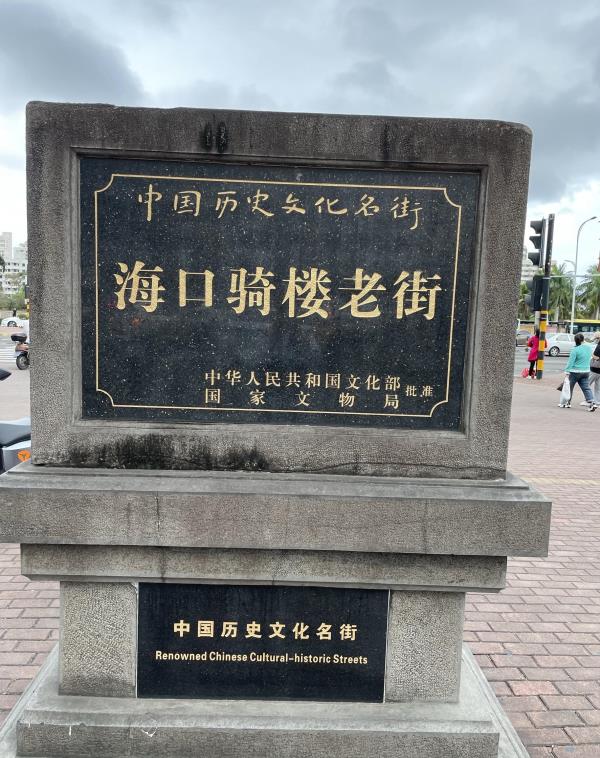 中国历史文化名街
海口骑楼老街
中华人民共和国文化部
国家文物局 批准
中国历史文化名街
Renowned Chinese Cultural-historic Streets